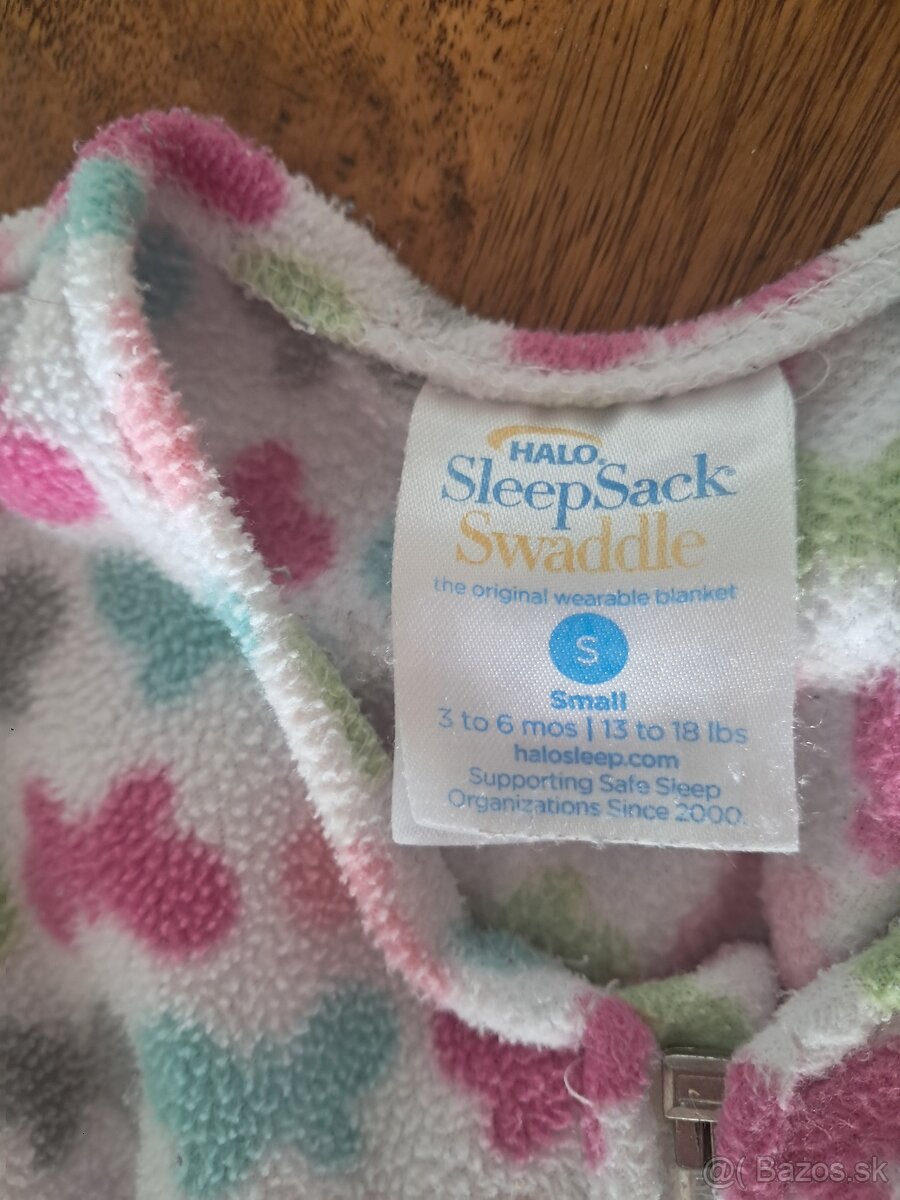 HALO®
SleepSack®
Swaddle
the original wearable blanket
S
Small
3 to 6 mos | 13 to 18 lbs
halosleep.com
Supporting Safe Sleep
Organizations Since 2000.
@( Bazos.sk